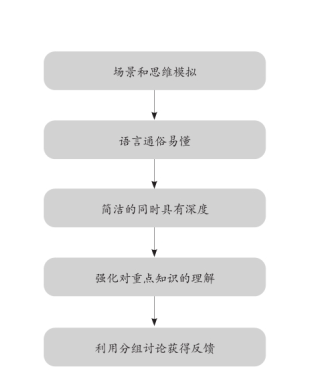 场景和思维模拟
语言通俗易懂
简洁的同时具有深度
强化对重点知识的理解
利用分组讨论获得反馈